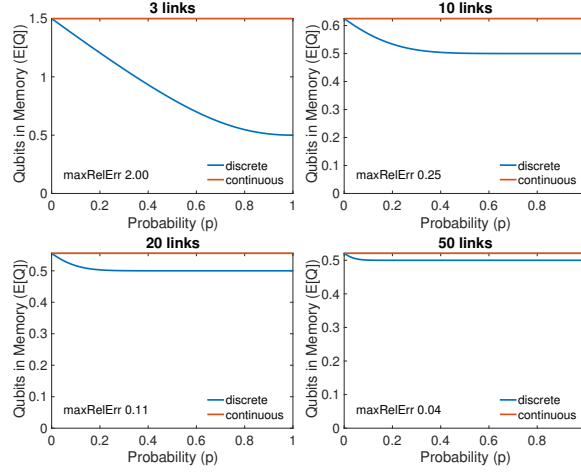 3 links
1.5
1
0.5
0
Qubits in Memory (E[Q])
maxRelErr 2.00
discrete
continuous
0 0.2 0.4 0.6 0.8 1
Probability (p)
10 links
0.6
0.5
0.4
0.3
0.2
0.1
0
Qubits in Memory (E[Q])
maxRelErr 0.25
discrete
continuous
0 0.2 0.4 0.6 0.8
Probability (p)
20 links
0.5
0.4
0.3
0.2
0.1
0
Qubits in Memory (E[Q])
maxRelErr 0.11
discrete
continuous
0 0.2 0.4 0.6 0.8 1
Probability (p)
50 links
0.5
0.4
0.3
0.2
0.1
0
Qubits in Memory (E[Q])
maxRelErr 0.04
discrete
continuous
0 0.2 0.4 0.6 0.8
Probability (p)